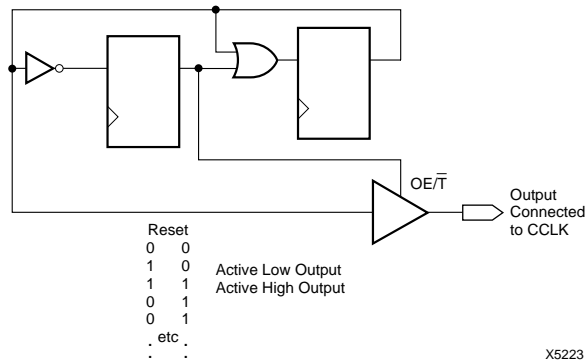 OE/T̅
Output
Connected
to CCLK
Reset
0 0
1 0 Active Low Output
1 1 Active High Output
0 1
0 1
. etc .
. .
X5223